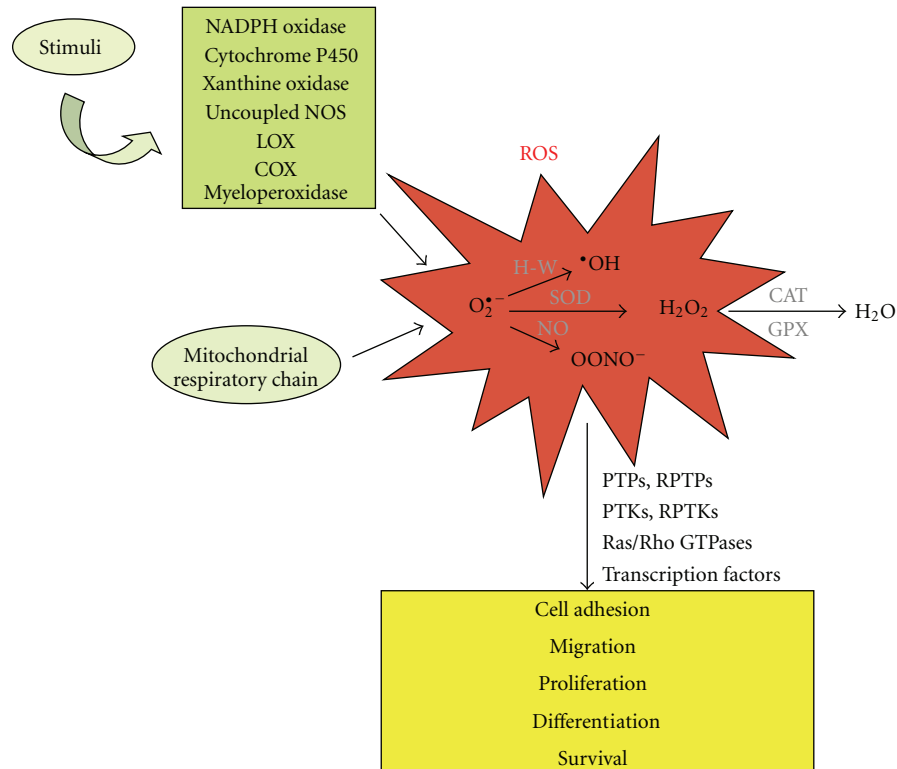 Stimuli
NADPH oxidase
Cytochrome P450
Xanthine oxidase
Uncoupled NOS
LOX
COX
Myeloperoxidase
ROS
H-W
•OH
O₂•−
SOD
H₂O₂
CAT
H₂O
NO
GPX
OONO⁻
Mitochondrial
respiratory chain
PTPs, RPTPs
PTKs, RPTKs
Ras/Rho GTPases
Transcription factors
Cell adhesion
Migration
Proliferation
Differentiation
Survival